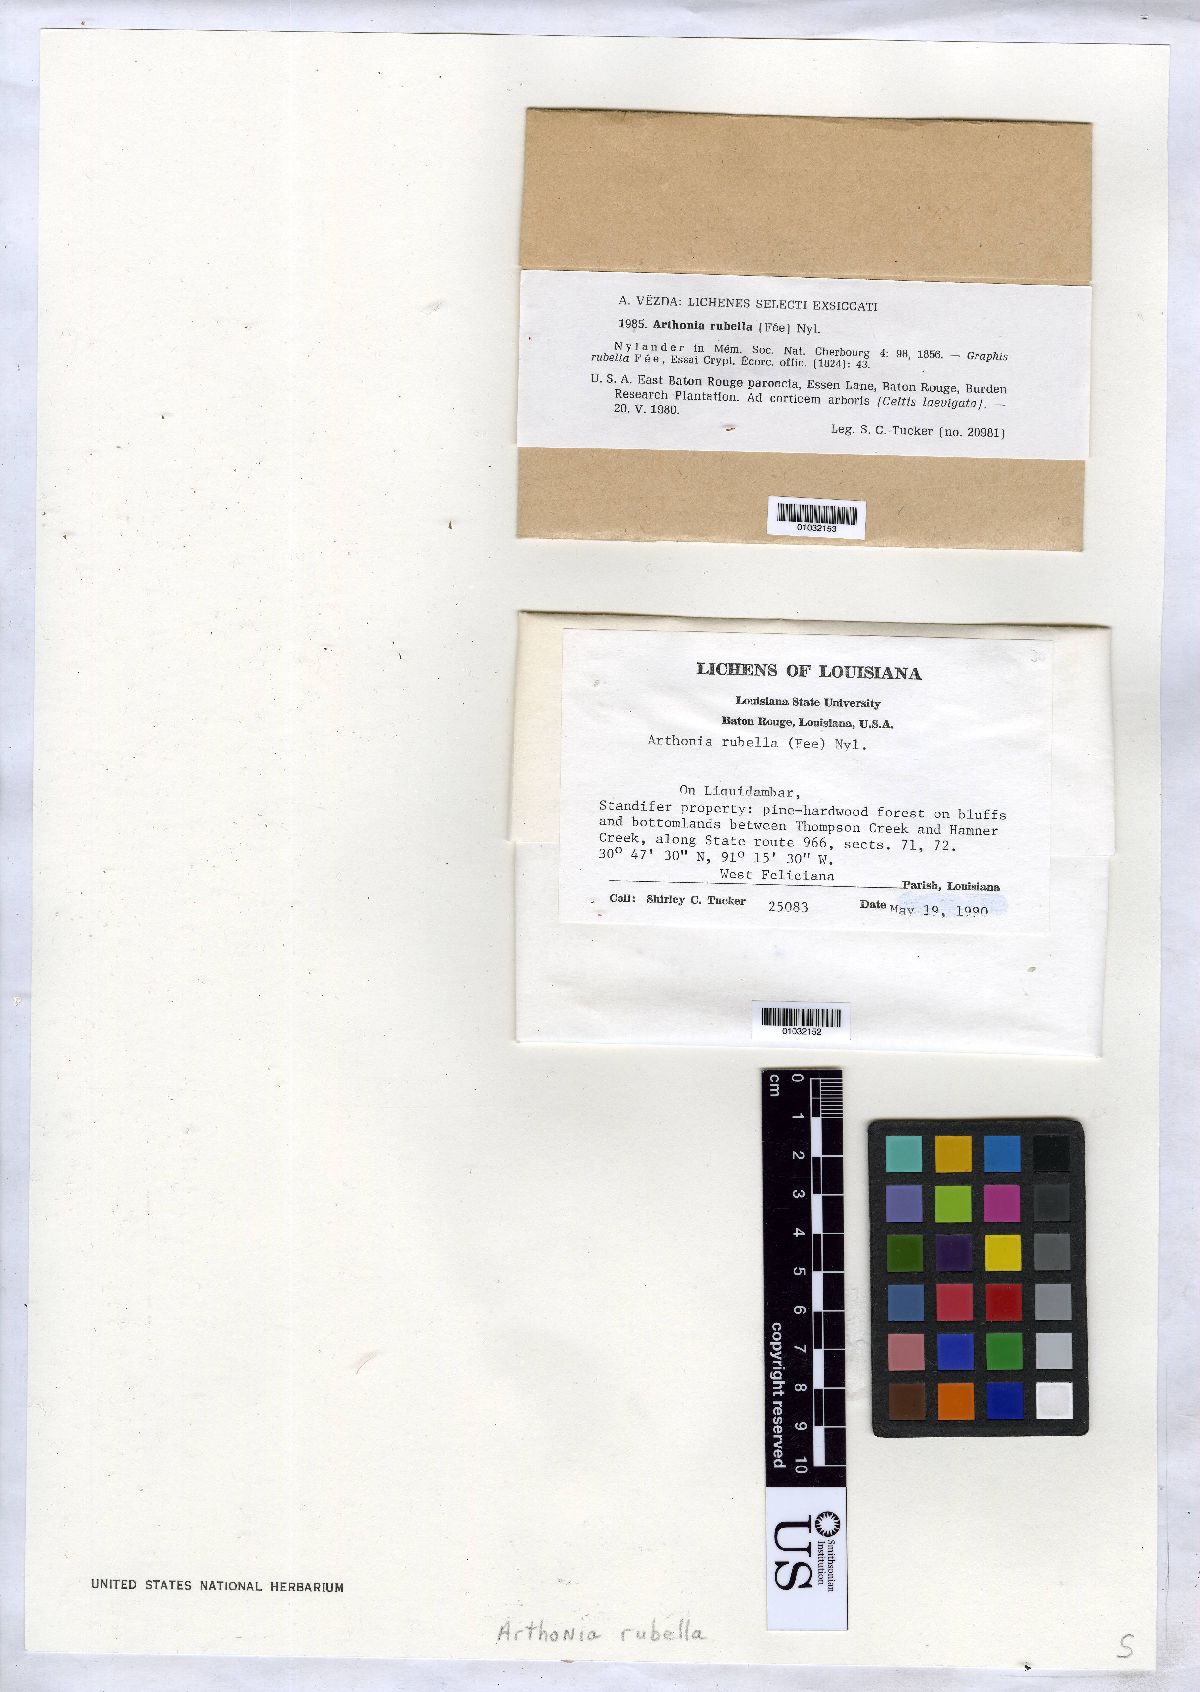 A. VĚZDA: LICHENES SELECTI EXSICCATI
1985. Arthonia rubella (Fée) Nyl.
Nylander in Mém. Soc. Nat. Cherbourg 4: 98, 1856. — Graphis
rubella Fée, Essai Crypt. Écorc. offic. (1824): 43.
U. S. A. East Baton Rouge paroecia, Essen Lane, Baton Rouge, Burden
Research Plantation. Ad corticem arboris (Celtis laevigata). —
20. V. 1980.
Leg. S. C. Tucker (no. 20981)
01032153
LICHENS OF LOUISIANA
Louisiana State University
Baton Rouge, Louisiana, U.S.A.
Arthonia rubella (Fee) Nyl.
On Liquidambar,
Standifer property: pine-hardwood forest on bluffs
and bottomlands between Thompson Creek and Hamner
Creek, along State route 966, sects. 71, 72.
30° 47' 30" N, 91° 15' 30" W.
West Feliciana Parish, Louisiana
Coll: Shirley C. Tucker 25083 Date May 19, 1990
01032152
cm 0 1 2 3 4 5 6 7 8 9 10
copyright reserved
US
Smithsonian
Institution
UNITED STATES NATIONAL HERBARIUM
Arthonia rubella
S